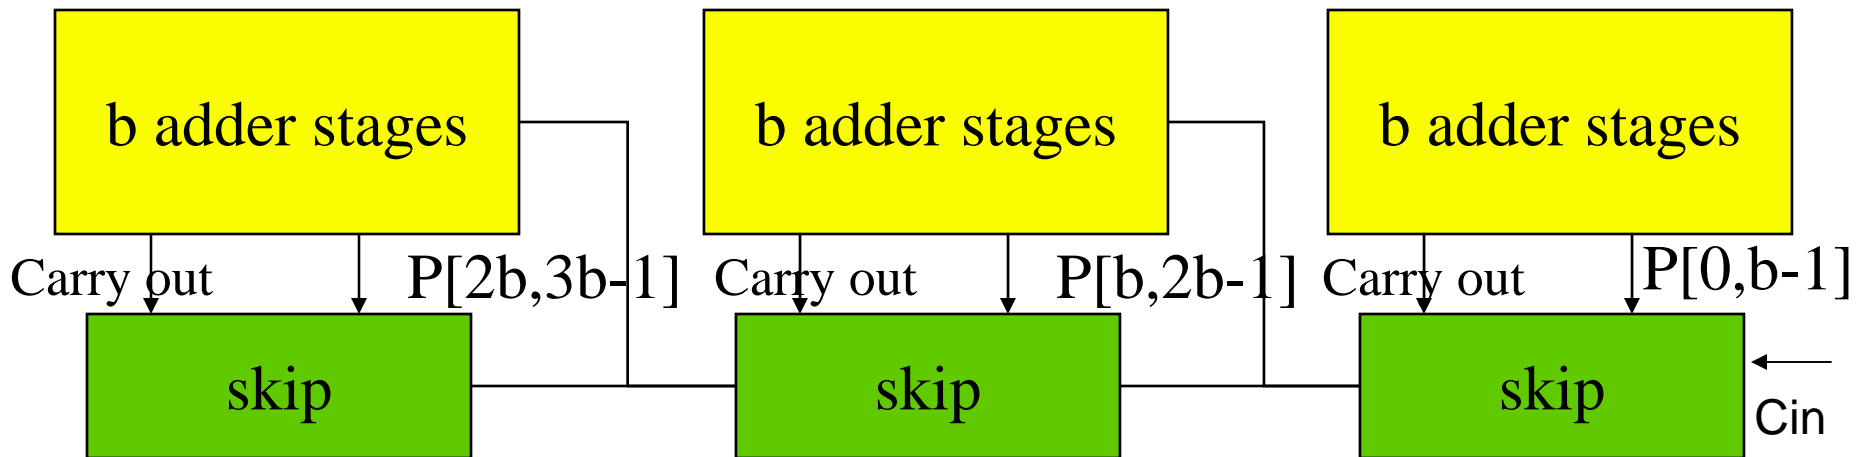 b adder stages
b adder stages
b adder stages
Carry out
P[2b,3b-1]
Carry out
P[b,2b-1]
Carry out
P[0,b-1]
skip
skip
skip
Cin